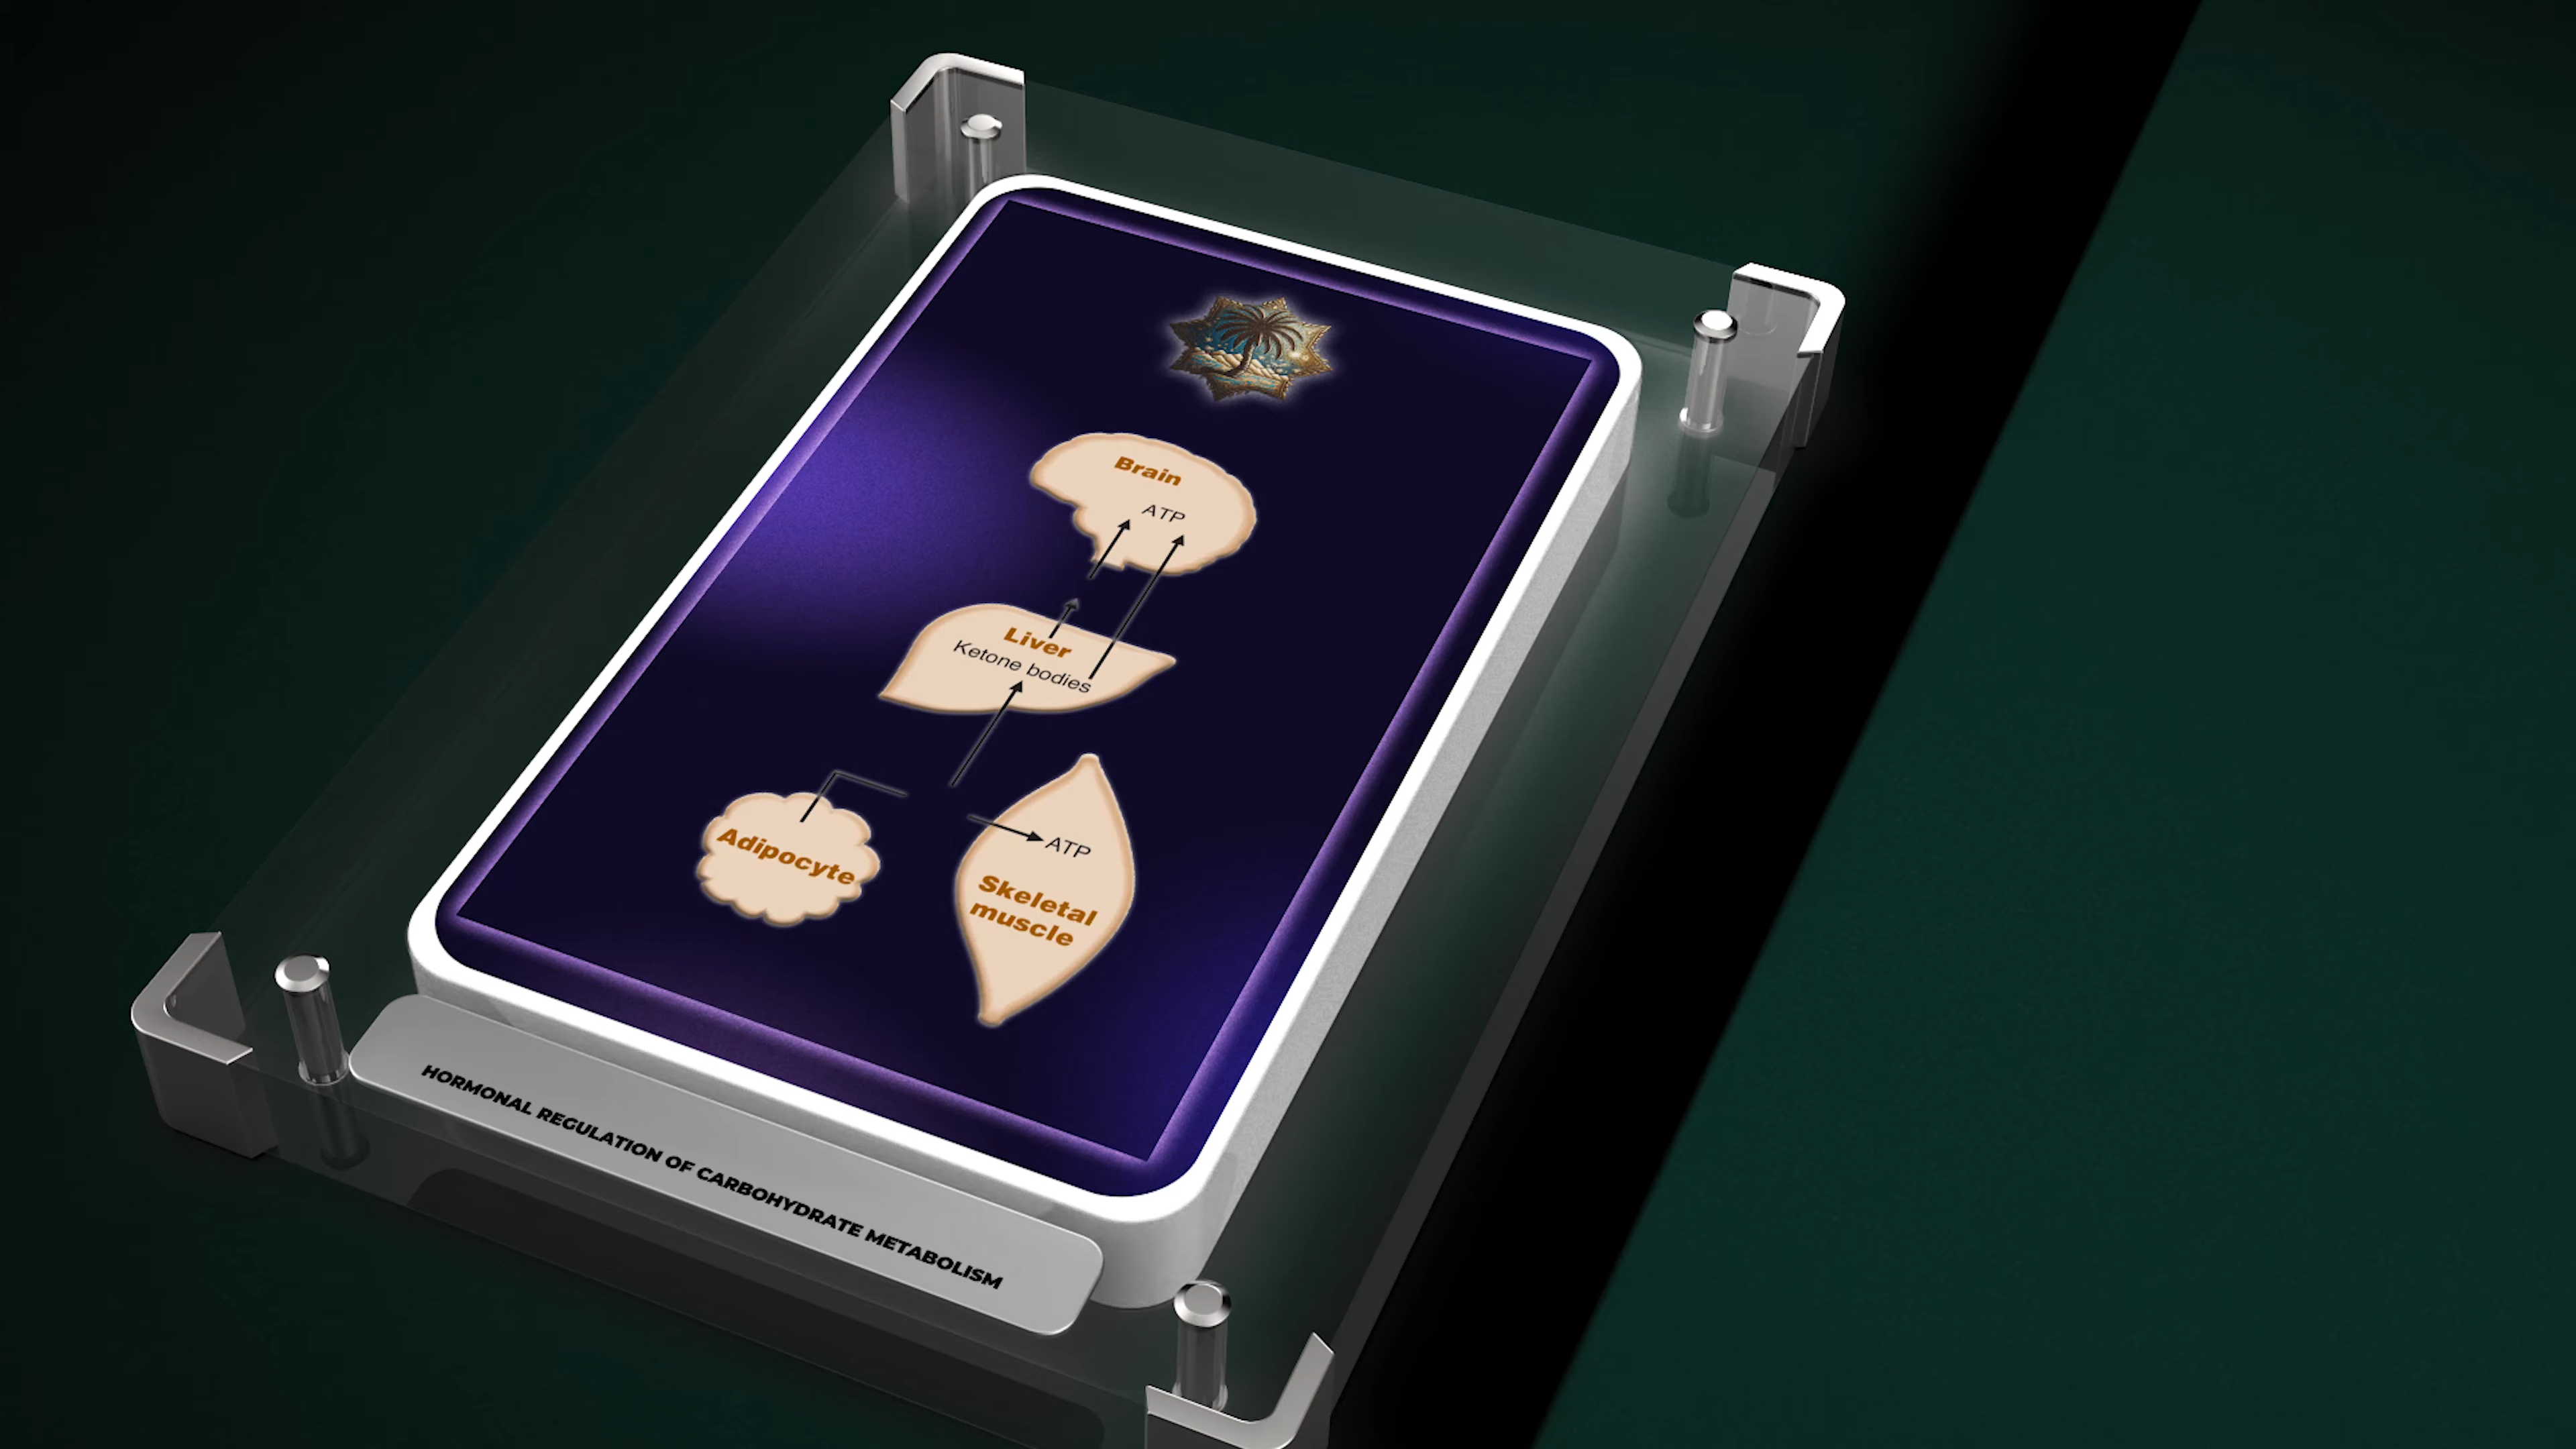 Brain
ATP
Liver
Ketone bodies
Adipocyte
ATP
Skeletal
muscle
HORMONAL REGULATION OF CARBOHYDRATE METABOLISM